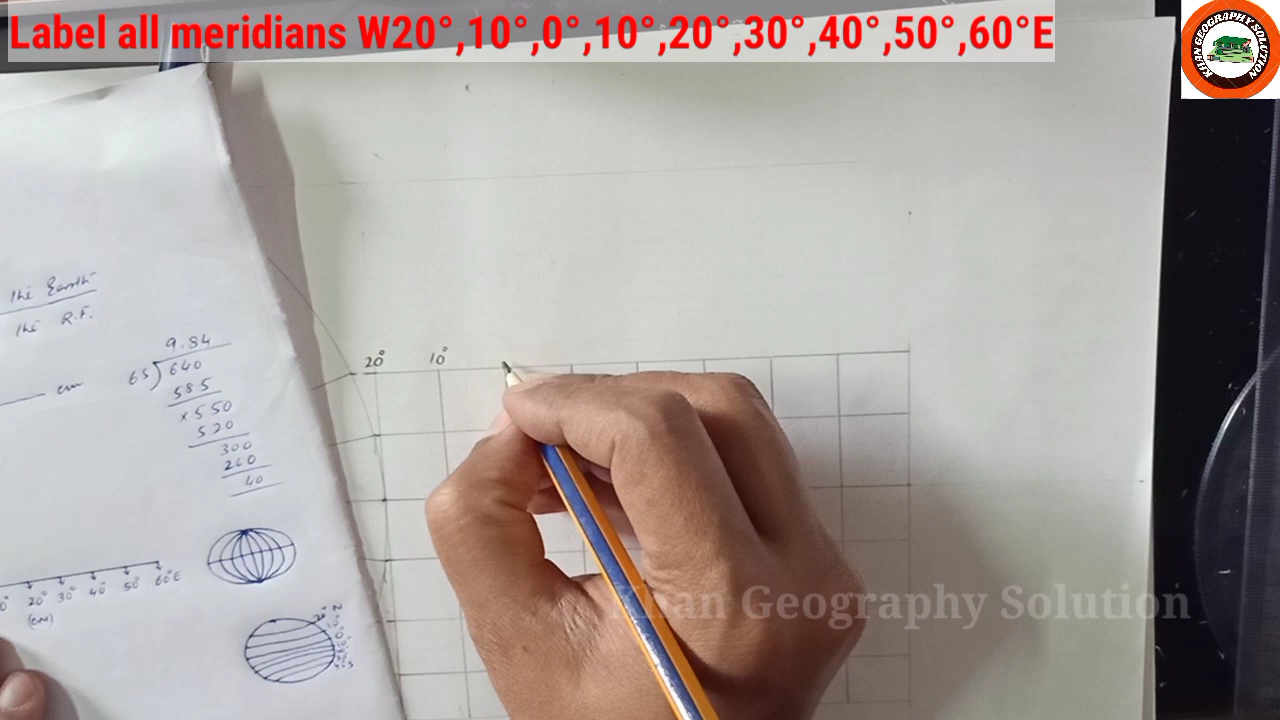 Label all meridians W20°,10°,0°,10°,20°,30°,40°,50°,60°E
KHAN GEOGRAPHY SOLUTION
the Earth
the R.F.
cm
9.84
65)640
585
×550
520
300
260
40
20° 10°
0° 20° 30° 40° 50° 60°E
(cm)
Khan Geography Solution